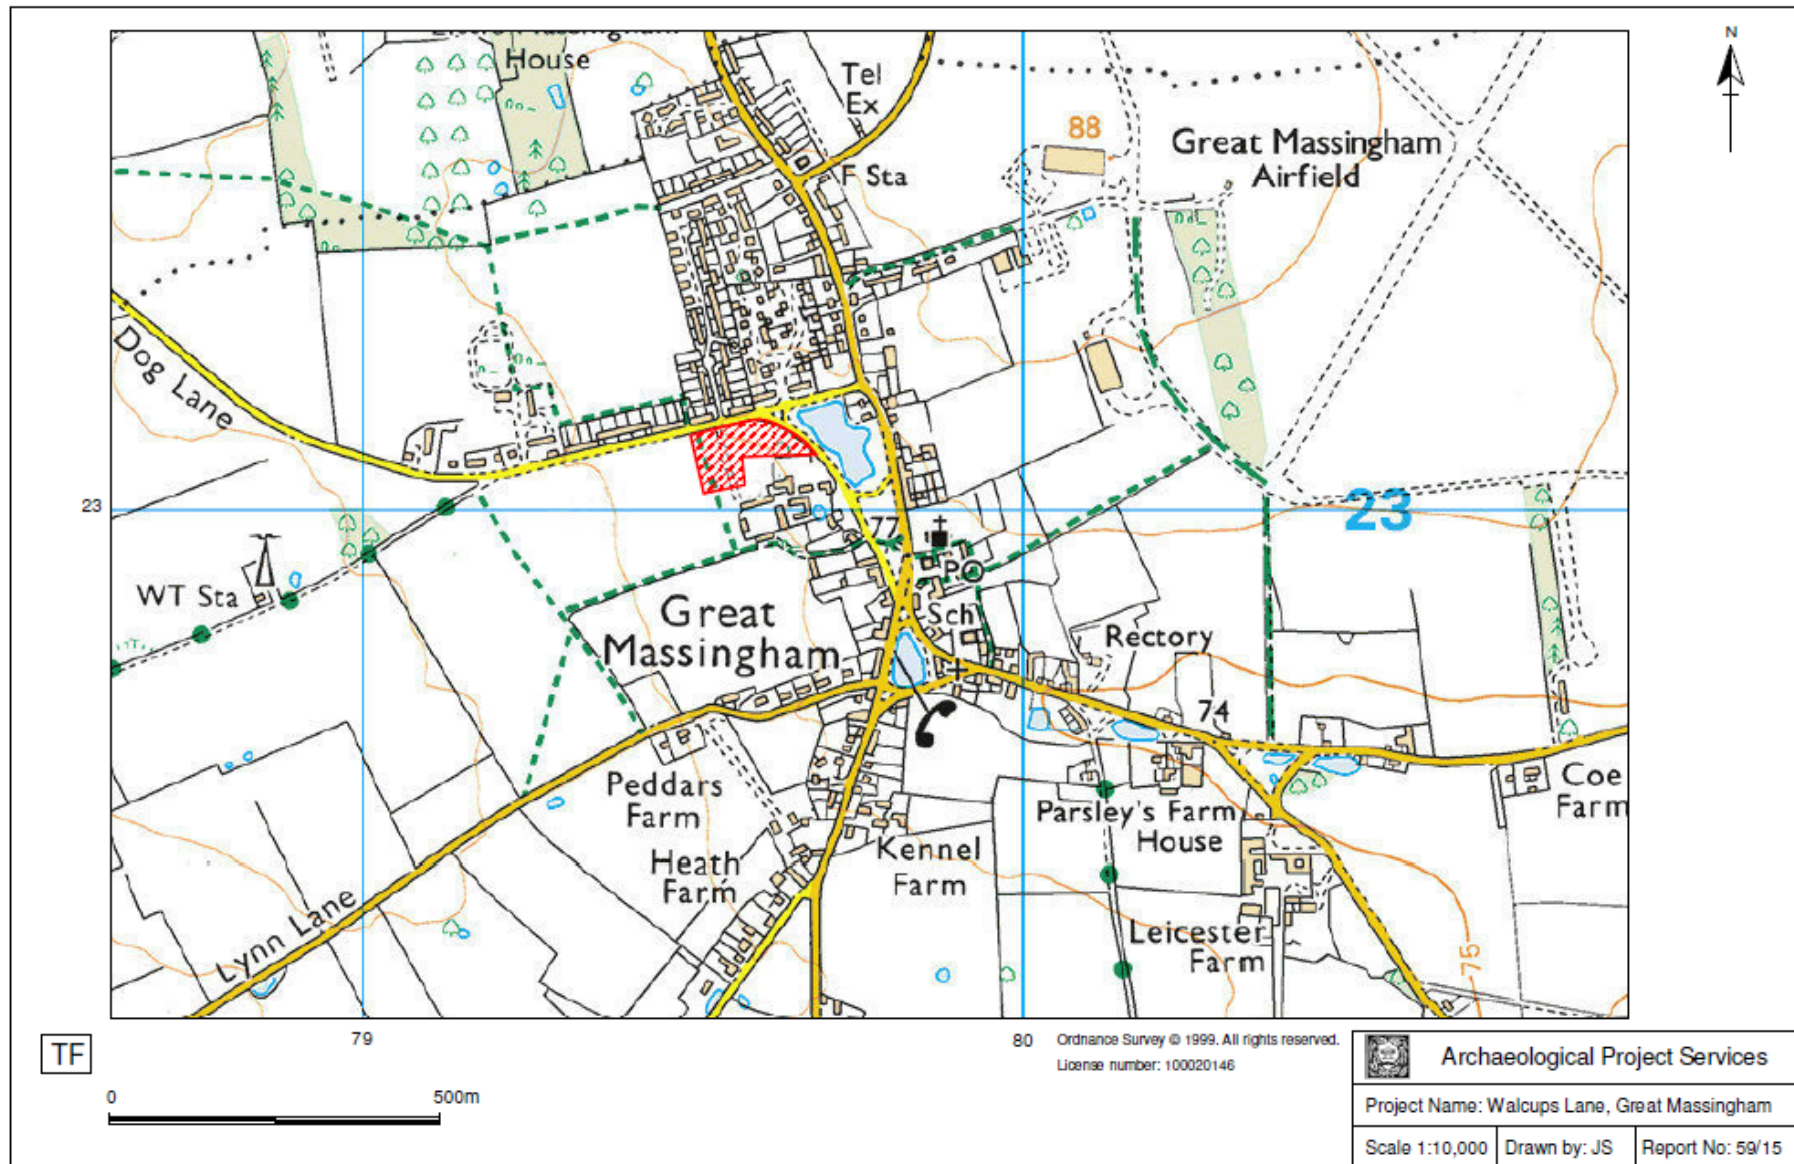 N
Massingham
House
Tel
Ex
88
Great Massingham
Airfield
F Sta
Dog Lane
23
23
77
WT Sta
PO
Great
Massingham
Sch
Rectory
74
Peddars
Farm
Parsley's Farm
House
Coe
Farm
Heath
Farm
Kennel
Farm
Lynn Lane
Leicester
Farm
75
79
80
TF
0
500m
Ordnance Survey © 1999. All rights reserved.
License number: 100020146
Archaeological Project Services
Project Name: Walcups Lane, Great Massingham
Scale 1:10,000
Drawn by: JS
Report No: 59/15